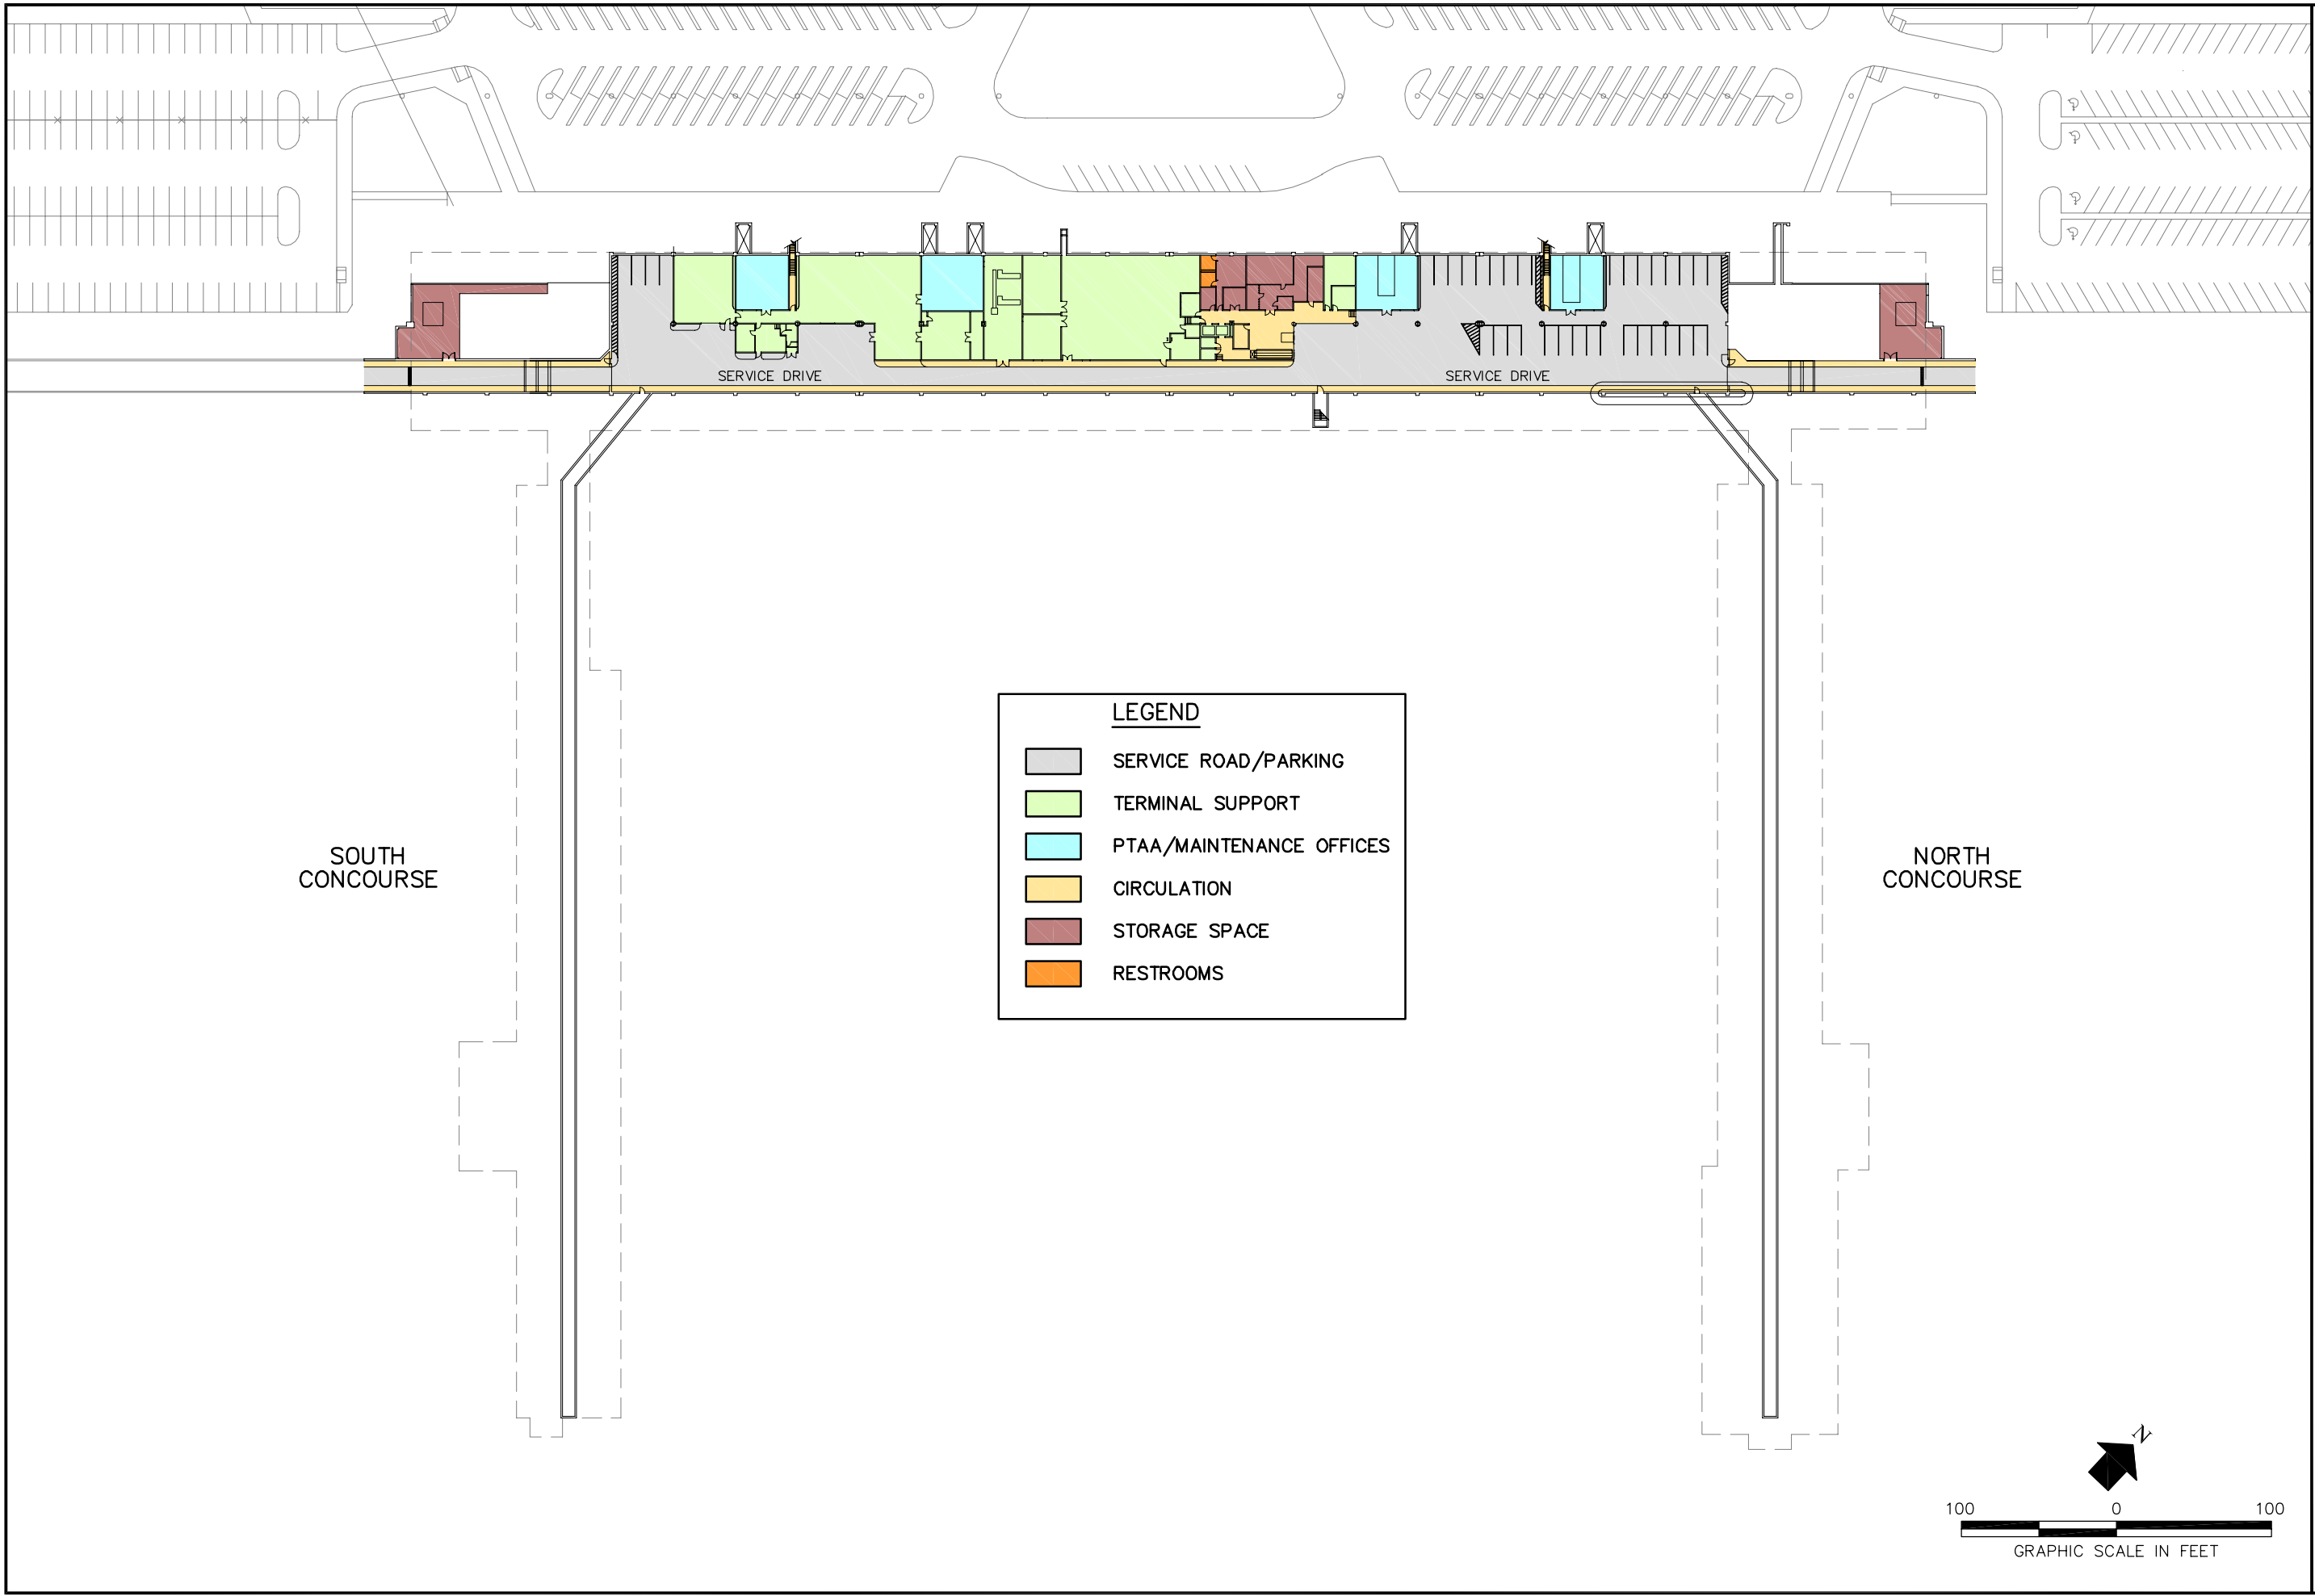 SERVICE DRIVE
SERVICE DRIVE
LEGEND
SERVICE ROAD/PARKING
TERMINAL SUPPORT
PTAA/MAINTENANCE OFFICES
CIRCULATION
STORAGE SPACE
RESTROOMS
SOUTH
CONCOURSE
NORTH
CONCOURSE
N
100 0 100
GRAPHIC SCALE IN FEET